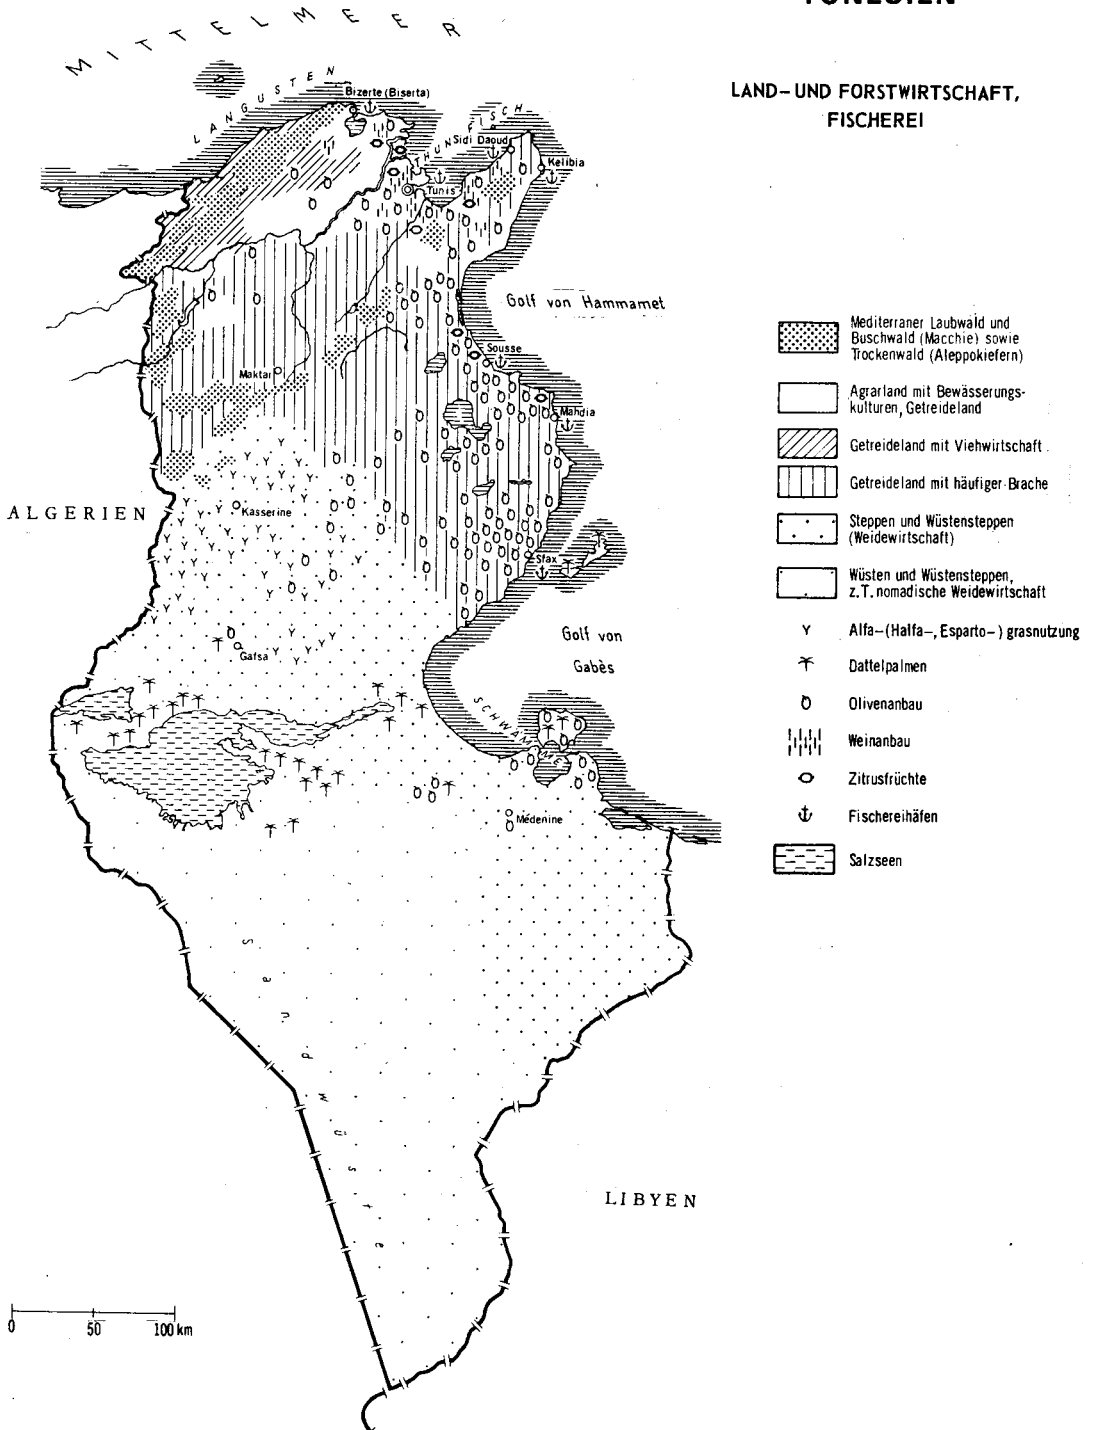 TUNESIEN
LAND- UND FORSTWIRTSCHAFT,
FISCHEREI
MITTELMEER
LANGUSTEN
Bizerte (Biserta)
THUNFISCH
Sidi Daoud
Kelibia
Tunis
Golf von Hammamet
Sousse
Maktar
Mahdia
ALGERIEN
Kasserine
Sfax
Golf von
Gabès
Gafsa
SCHWÄMME
Médenine
Sandwüste
LIBYEN
0 50 100 km
Mediterraner Laubwald und
Buschwald (Macchie) sowie
Trockenwald (Aleppokiefern)
Agrarland mit Bewässerungs-
kulturen, Getreideland
Getreideland mit Viehwirtschaft
Getreideland mit häufiger Brache
Steppen und Wüstensteppen
(Weidewirtschaft)
Wüsten und Wüstensteppen,
z.T. nomadische Weidewirtschaft
Alfa-(Halfa-, Esparto-) grasnutzung
Dattelpalmen
Olivenanbau
Weinanbau
Zitrusfrüchte
Fischereihäfen
Salzseen